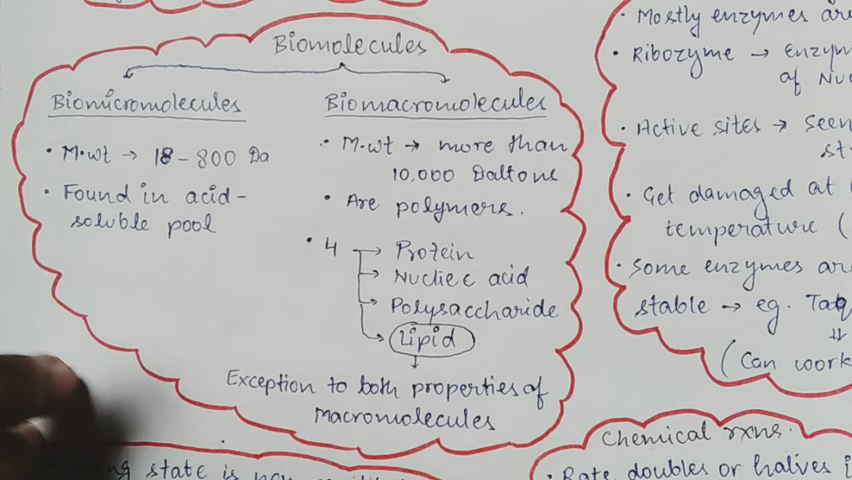 Biomolecules
Biomicromolecules
• M.wt → 18 - 800 Da
• Found in acid-
soluble pool
Biomacromolecules
• M.wt → more than
10,000 Daltons
• Are polymers.
• 4 → Protein
→ Nucliec acid
→ Polysaccharide
→ Lipid
Exception to both properties of
Macromolecules
• Mostly enzymes are
• Ribozyme → enzym
of Nu
• Active sites → seen
st
• Get damaged at
temperature (
• Some enzymes are
stable → eg. Taq
(Can work
state is
Chemical rxns.
• Rate doubles or halves i